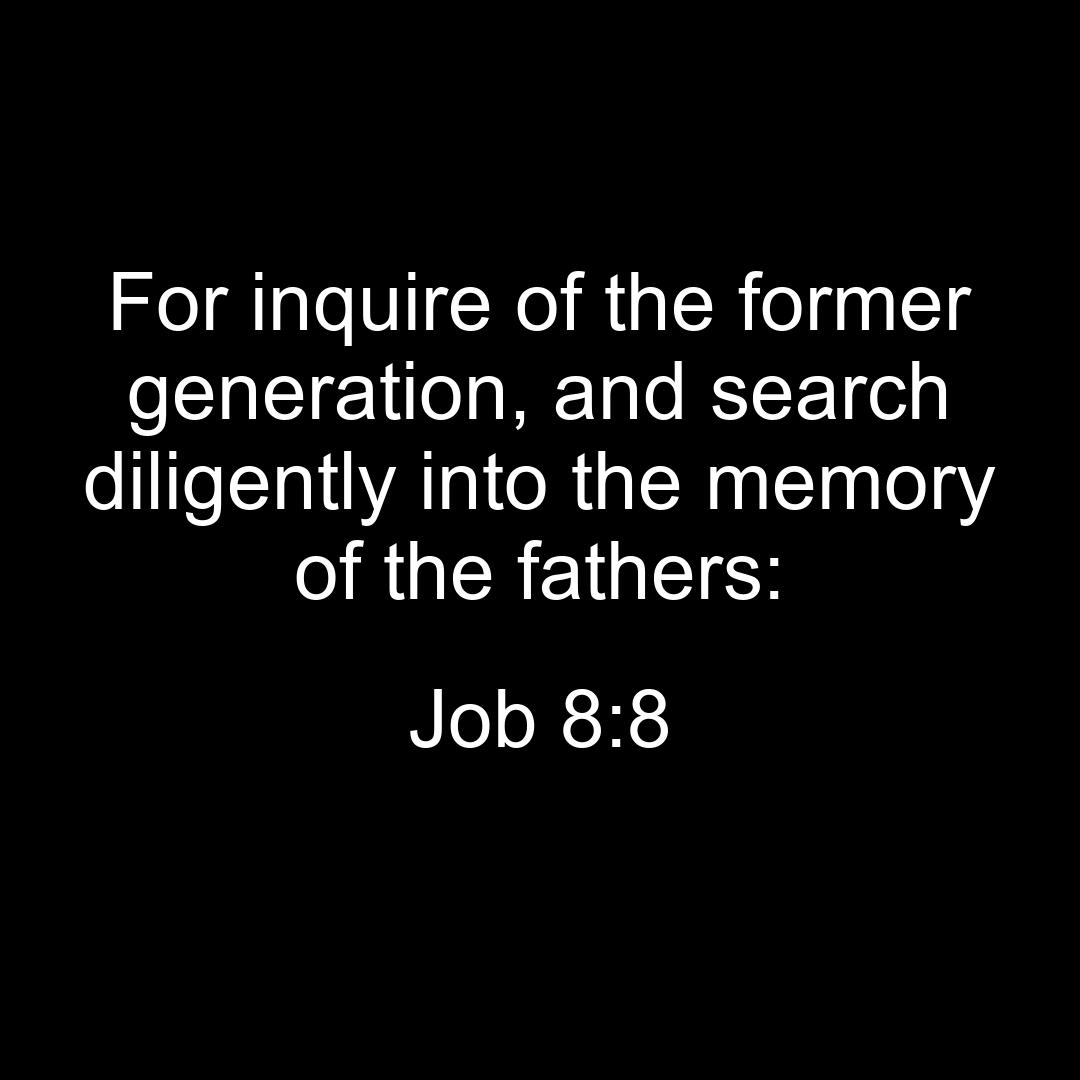 For inquire of the former
generation, and search
diligently into the memory
of the fathers:
Job 8:8